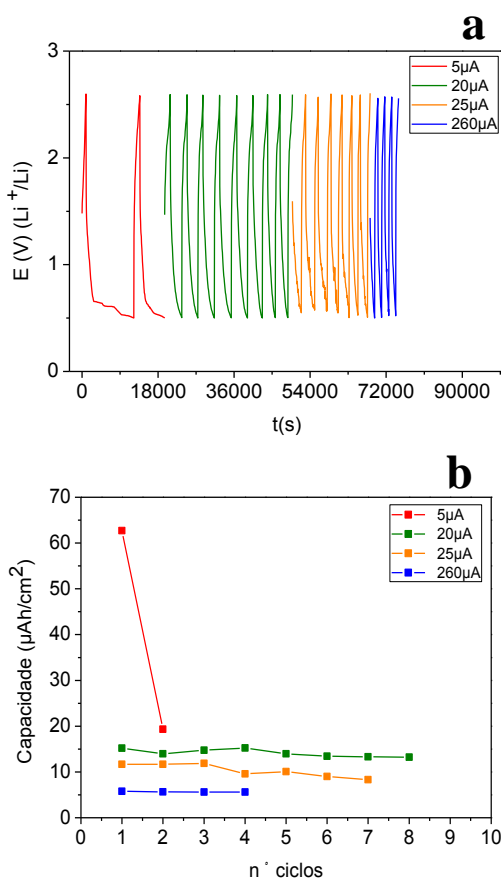 a
3
2
1
0
E (V) (Li⁺/Li)
5µA
20µA
25µA
260µA
0 18000 36000 54000 72000 90000
t(s)
b
70
60
50
40
30
20
10
0
Capacidade (µAh/cm²)
5µA
20µA
25µA
260µA
0 1 2 3 4 5 6 7 8 9 10
n ° ciclos